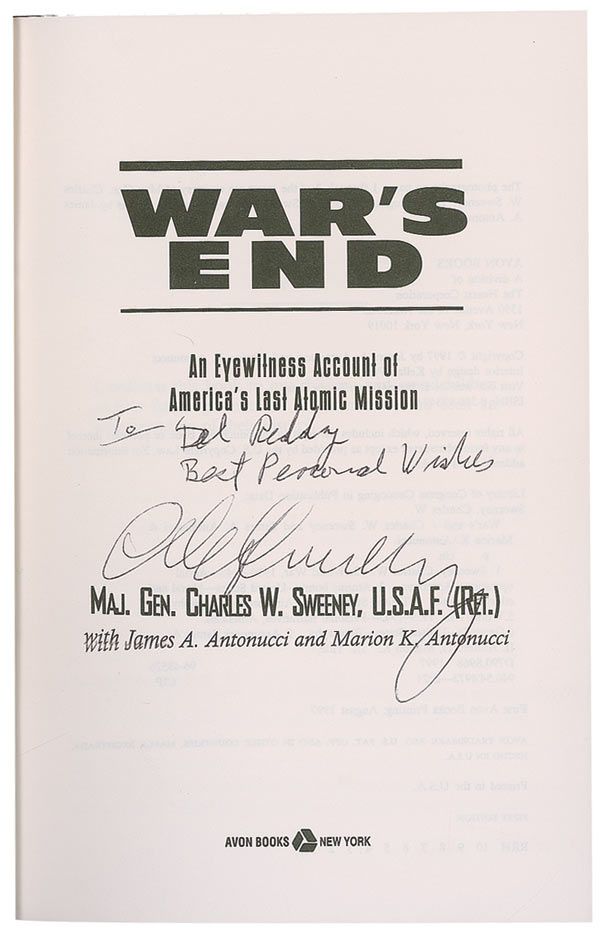 WAR'S
END
An Eyewitness Account of
America's Last Atomic Mission
To Del Reddy
Best Personal Wishes
MAJ. GEN. CHARLES W. SWEENEY, U.S.A.F. (RET.)
with James A. Antonucci and Marion K. Antonucci
AVON BOOKS NEW YORK